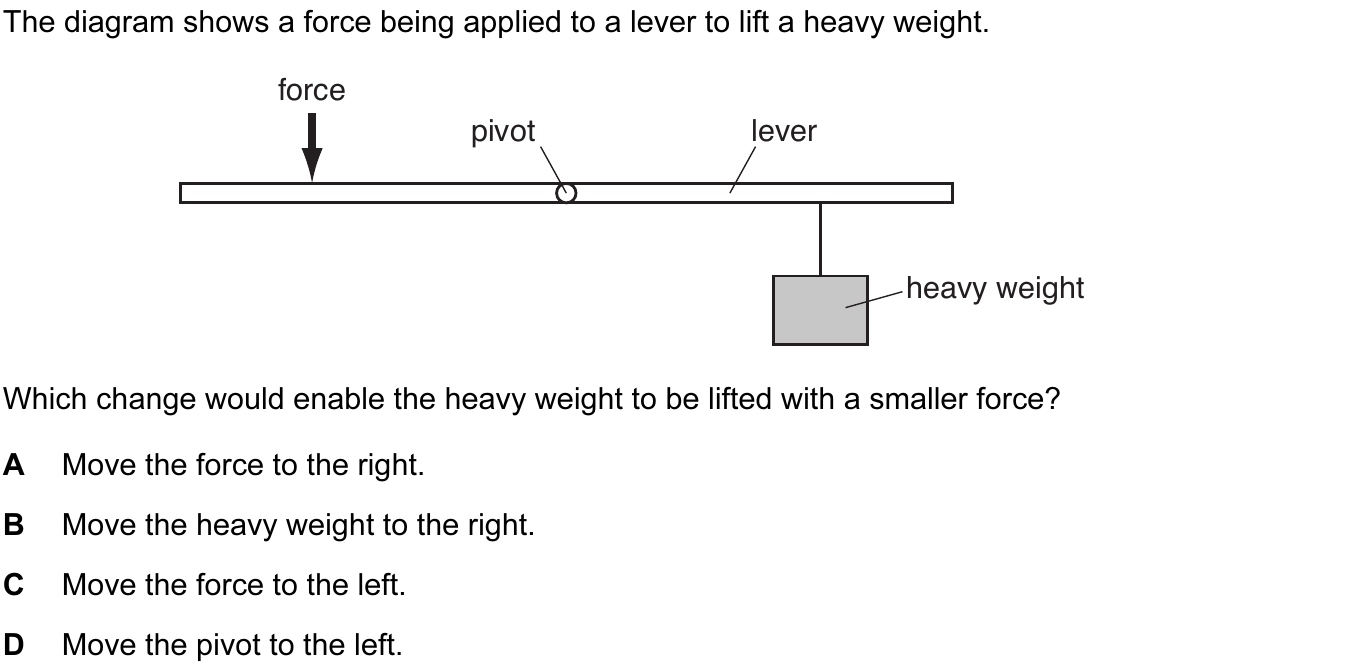 The diagram shows a force being applied to a lever to lift a heavy weight.
force
pivot
lever
heavy weight
Which change would enable the heavy weight to be lifted with a smaller force?
A Move the force to the right.
B Move the heavy weight to the right.
C Move the force to the left.
D Move the pivot to the left.